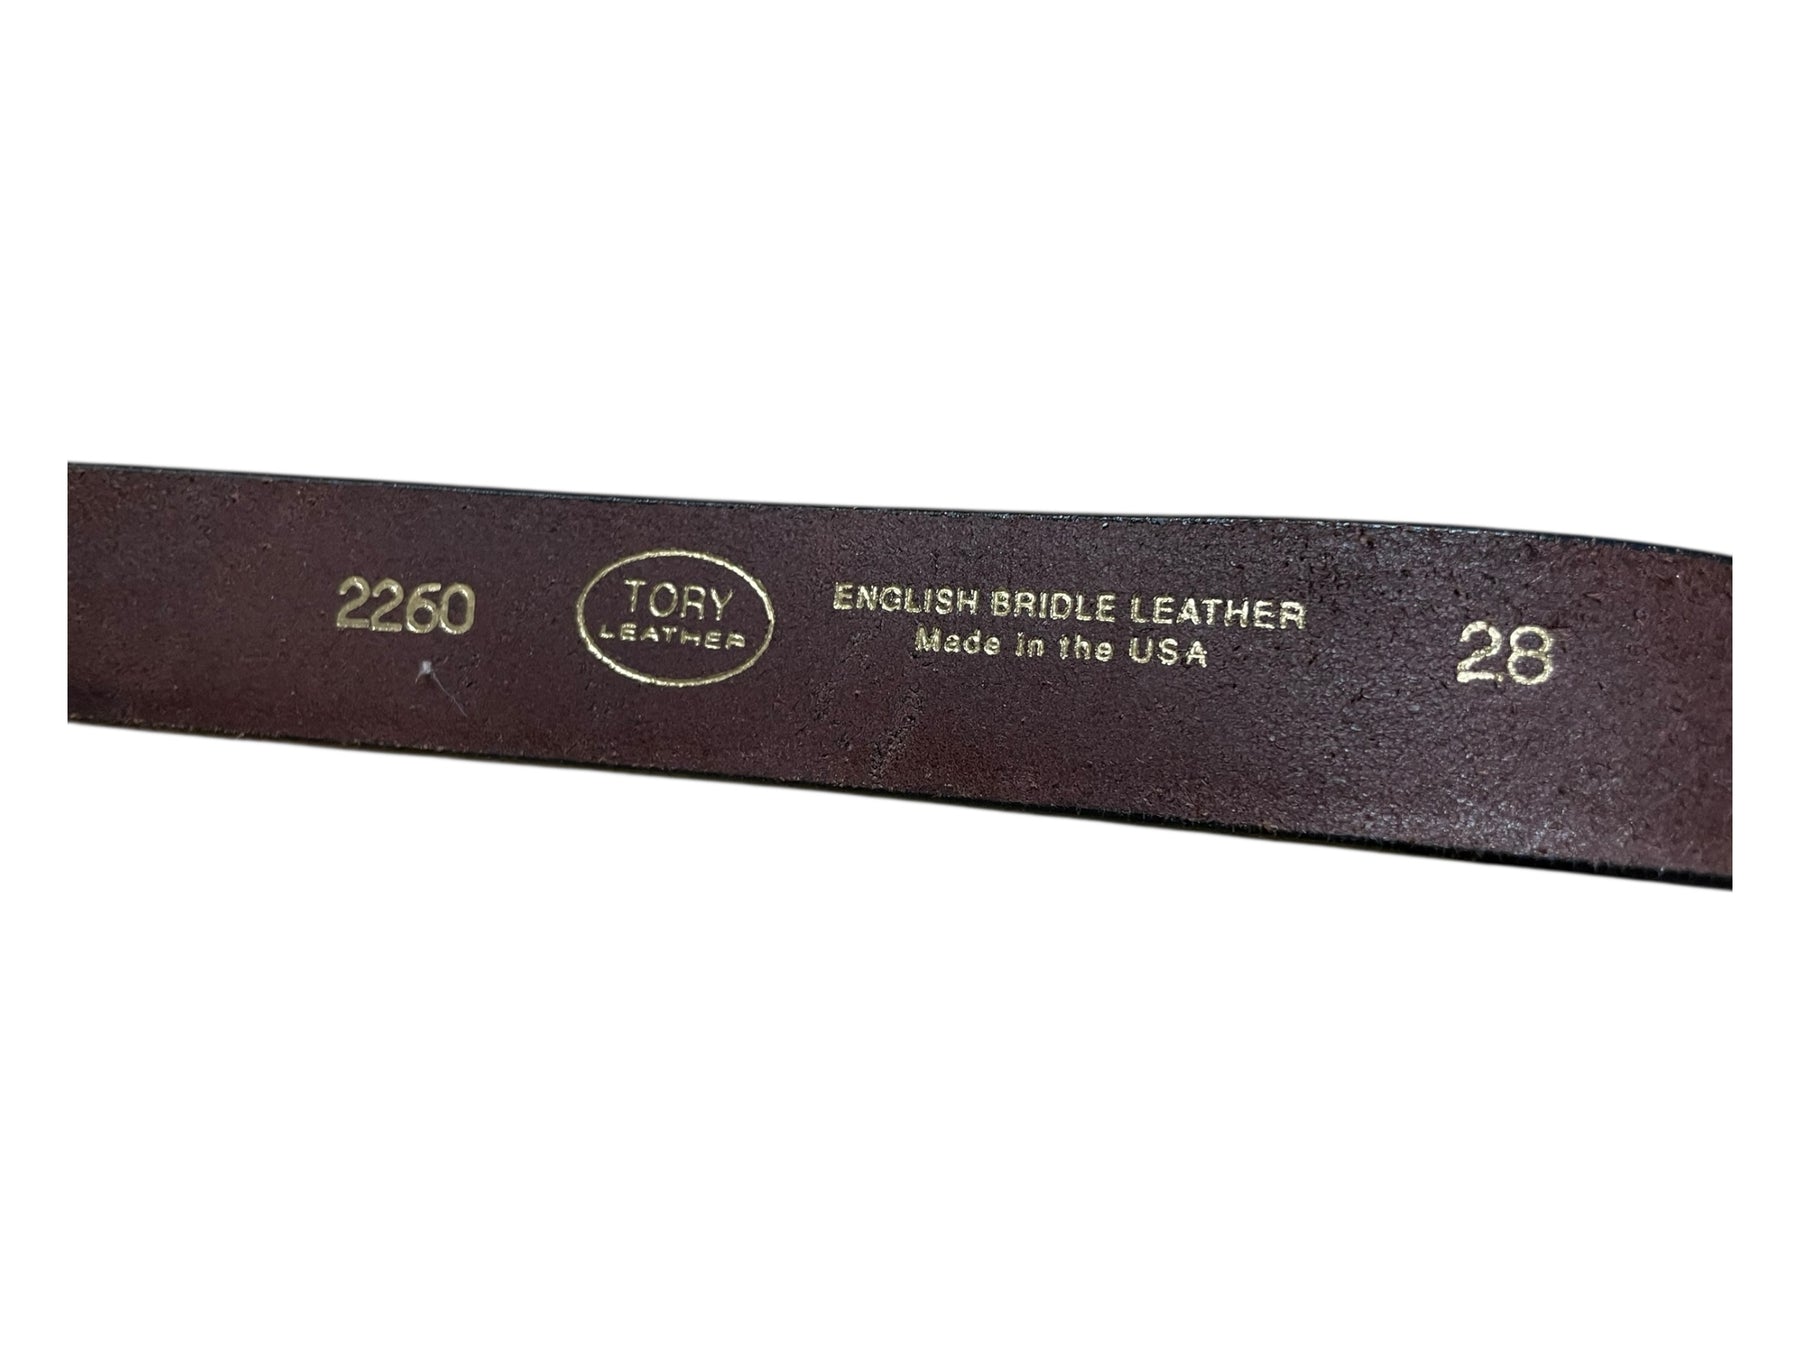 2260
TORY
LEATHER
ENGLISH BRIDLE LEATHER
Made in the USA
28